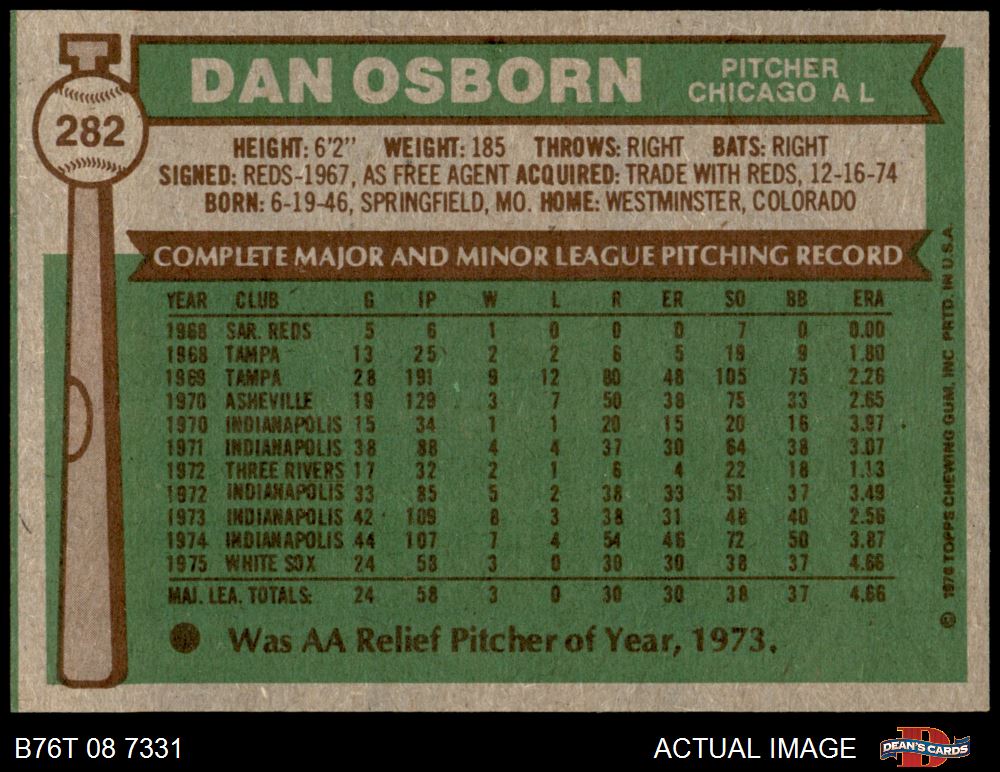 DAN OSBORN
PITCHER
CHICAGO A L
282
HEIGHT: 6'2" WEIGHT: 185 THROWS: RIGHT BATS: RIGHT
SIGNED: REDS-1967, AS FREE AGENT ACQUIRED: TRADE WITH REDS, 12-16-74
BORN: 6-19-46, SPRINGFIELD, MO. HOME: WESTMINSTER, COLORADO
COMPLETE MAJOR AND MINOR LEAGUE PITCHING RECORD
YEAR CLUB G IP W L R ER SO BB ERA
1968 SAR. REDS 5 6 1 0 0 0 7 0 0.00
1968 TAMPA 13 25 2 2 6 5 19 9 1.80
1969 TAMPA 28 191 9 12 80 48 105 75 2.26
1970 ASHEVILLE 19 129 3 7 50 38 75 33 2.65
1970 INDIANAPOLIS 15 34 1 1 20 15 20 16 3.97
1971 INDIANAPOLIS 38 88 4 4 37 30 64 38 3.07
1972 THREE RIVERS 17 32 2 1 6 4 22 18 1.13
1972 INDIANAPOLIS 33 85 5 2 38 33 51 37 3.49
1973 INDIANAPOLIS 42 109 8 3 38 31 48 40 2.56
1974 INDIANAPOLIS 44 107 7 4 54 46 72 50 3.87
1975 WHITE SOX 24 58 3 0 30 30 38 37 4.66
MAJ. LEA. TOTALS: 24 58 3 0 30 30 38 37 4.66
Was AA Relief Pitcher of Year, 1973.
© 1976 TOPPS CHEWING GUM, INC PRTD. IN U.S.A.
B76T 08 7331
ACTUAL IMAGE
DEAN'S CARDS